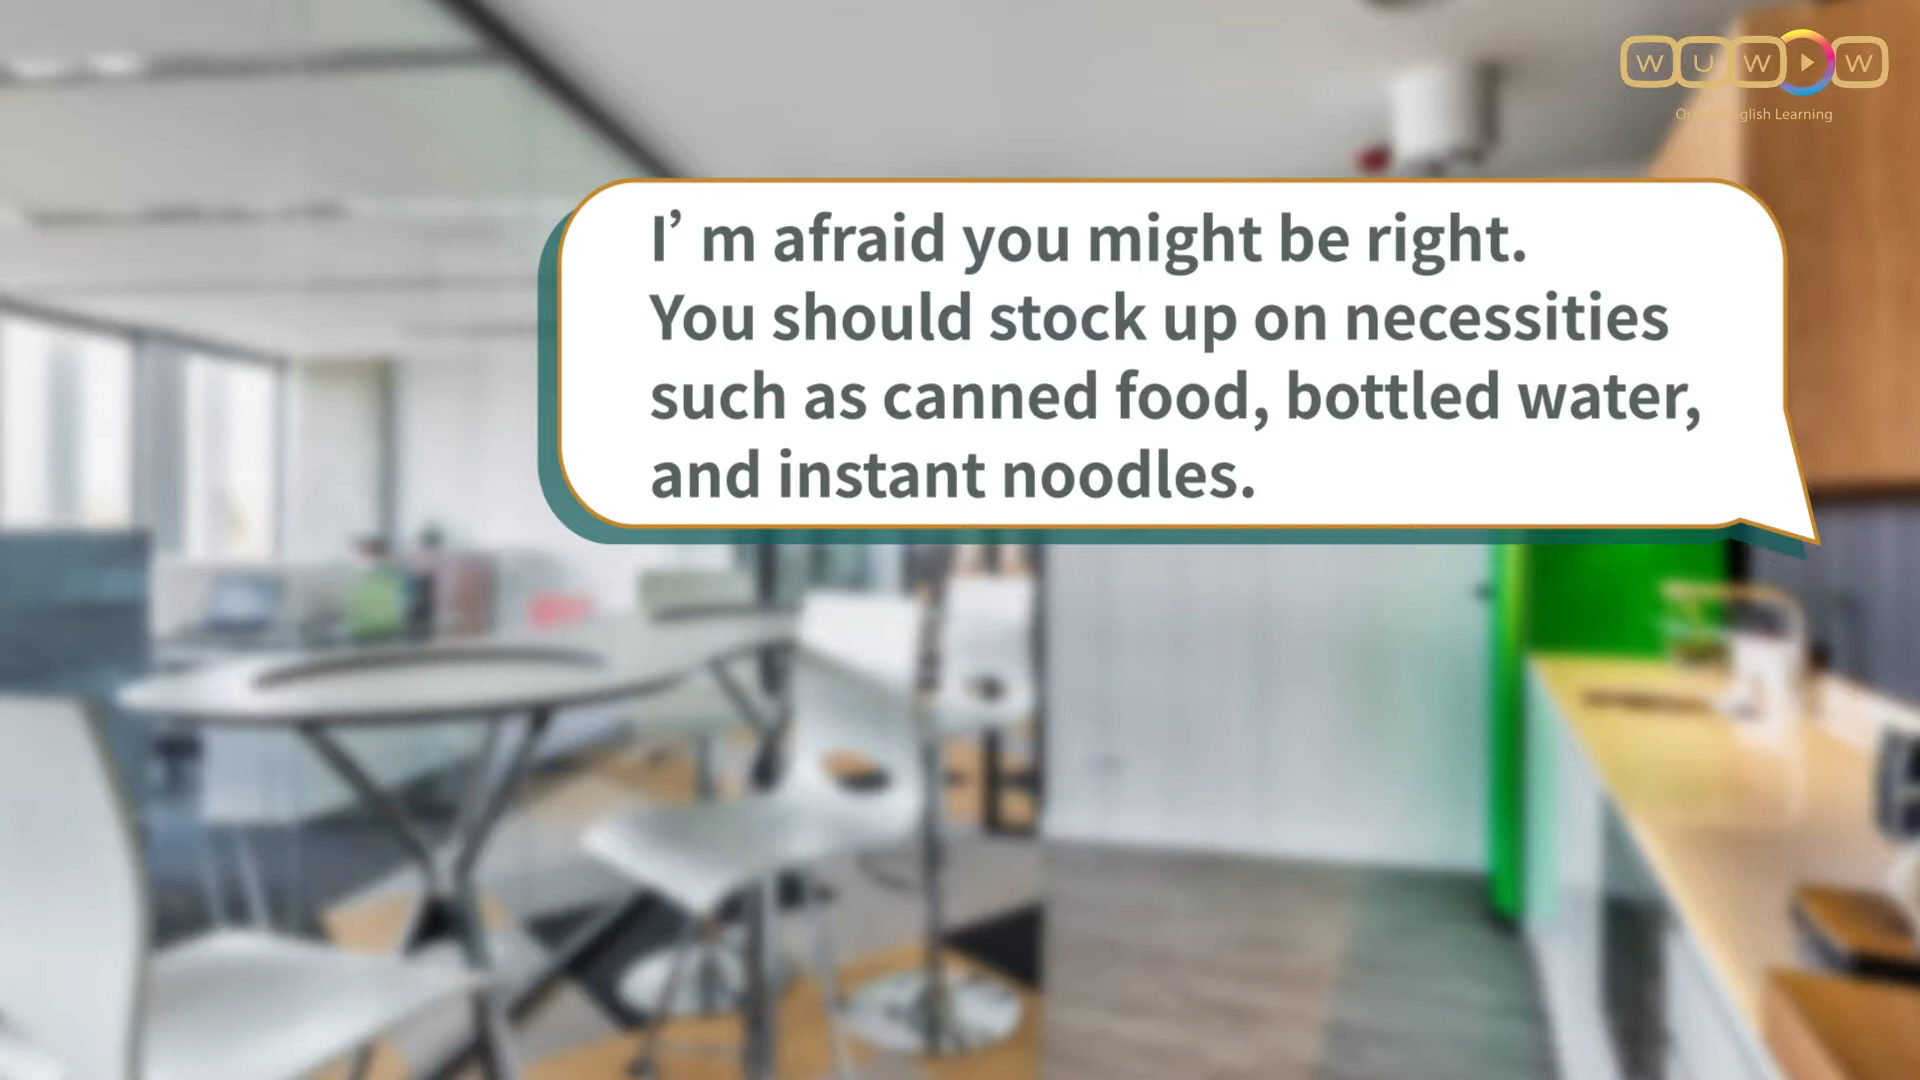 WUWOW
glish Learning
I’m afraid you might be right.
You should stock up on necessities
such as canned food, bottled water,
and instant noodles.